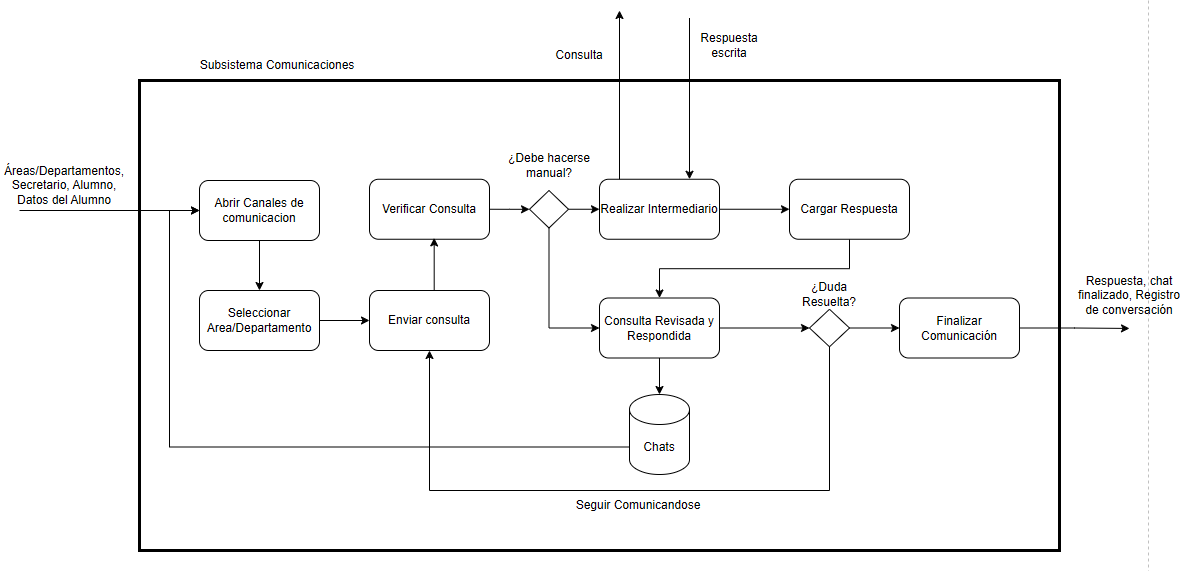 Consulta
Respuesta
escrita
Subsistema Comunicaciones
Áreas/Departamentos,
Secretario, Alumno,
Datos del Alumno
¿Debe hacerse
manual?
Abrir Canales de
comunicacion
Verificar Consulta
Realizar Intermediario
Cargar Respuesta
Seleccionar
Area/Departamento
Enviar consulta
Consulta Revisada y
Respondida
¿Duda
Resuelta?
Finalizar
Comunicación
Respuesta, chat
finalizado, Registro
de conversación
Chats
Seguir Comunicandose